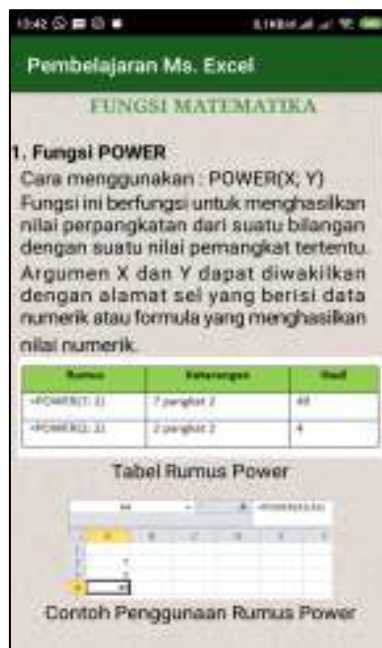 13:42
Pembelajaran Ms. Excel
FUNGSI MATEMATIKA
1. Fungsi POWER
Cara menggunakan : POWER(X; Y)
Fungsi ini berfungsi untuk menghasilkan
nilai perpangkatan dari suatu bilangan
dengan suatu nilai pemangkat tertentu.
Argumen X dan Y dapat diwakilkan
dengan alamat sel yang berisi data
numerik atau formula yang menghasilkan
nilai numerik.
Rumus Keterangan Hasil
=POWER(7; 2) 7 pangkat 2 49
=POWER(2; 2) 2 pangkat 2 4
Tabel Rumus Power
Contoh Penggunaan Rumus Power